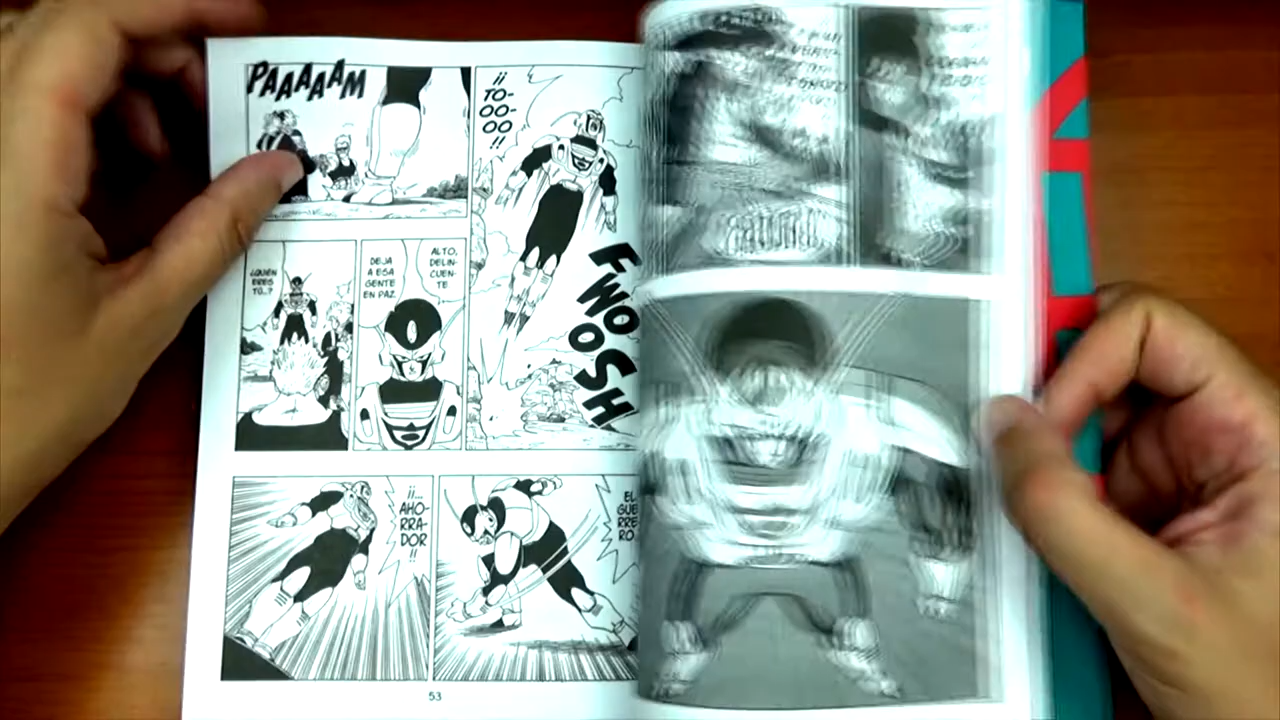 PAAAAAM
¡¡
TO-
OO-
OO
!!
FWOOSH
¿QUIÉN
ERES
TÚ..?
DEJA
A ESA
GENTE
EN PAZ
ALTO,
DELIN-
CUEN-
TE
¡¡...
AHO-
RRA-
DOR
!!
EL
GUE
RRE
RO
53